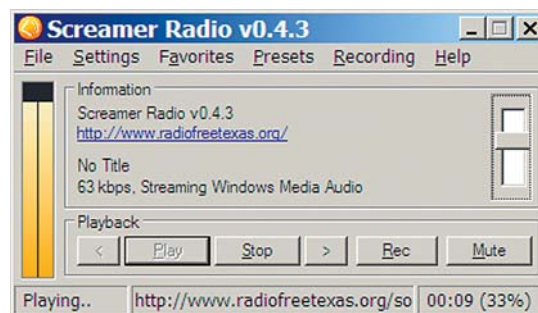 Screamer Radio v0.4.3
File Settings Favorites Presets Recording Help
Information
Screamer Radio v0.4.3
http://www.radiofreetexas.org/
No Title
63 kbps, Streaming Windows Media Audio
Playback
< Play Stop > Rec Mute
Playing.. http://www.radiofreetexas.org/so 00:09 (33%)